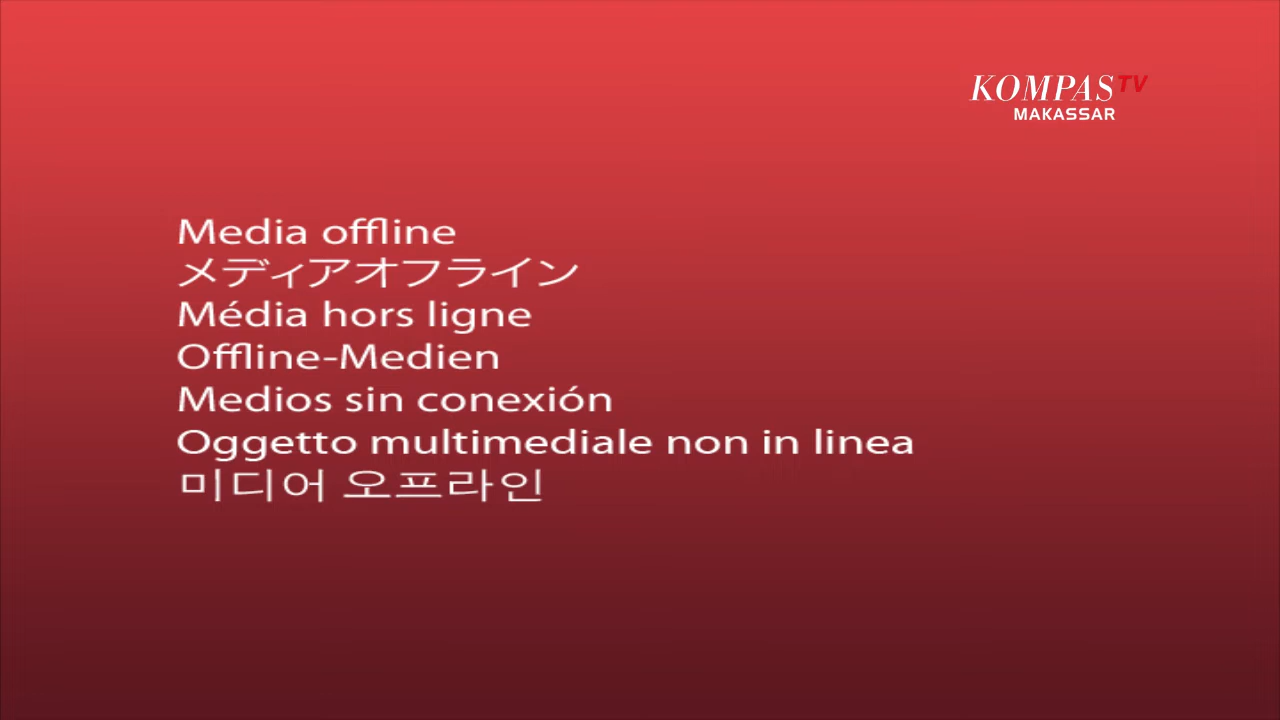 KOMPAS TV
MAKASSAR
Media offline
メディアオフライン
Média hors ligne
Offline-Medien
Medios sin conexión
Oggetto multimediale non in linea
미디어 오프라인